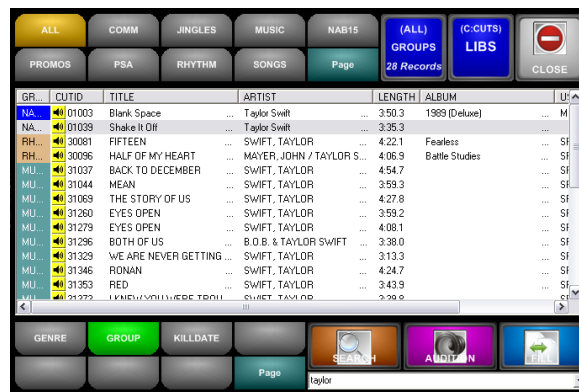 ALL COMM JINGLES MUSIC NAB15 (ALL) GROUPS 28 Records (C:CUTS) LIBS CLOSE
PROMOS PSA RHYTHM SONGS Page
GR... CUTID TITLE ARTIST LENGTH ALBUM
NA... 01003 Blank Space ... Taylor Swift ... 3:50.3 1989 (Deluxe) ... M
NA... 01039 Shake It Off ... Taylor Swift ... 3:35.3 ...
RH... 30081 FIFTEEN ... SWIFT, TAYLOR ... 4:22.1 Fearless ... SF
RH... 30096 HALF OF MY HEART ... MAYER, JOHN / TAYLOR S... 4:06.9 Battle Studies ... SF
MU... 31037 BACK TO DECEMBER ... SWIFT, TAYLOR ... 4:54.7 ...
MU... 31044 MEAN ... SWIFT, TAYLOR ... 3:59.3 ... SF
MU... 31069 THE STORY OF US ... SWIFT, TAYLOR ... 4:27.8 ... SF
MU... 31260 EYES OPEN ... SWIFT, TAYLOR ... 3:59.2 ... SF
MU... 31279 EYES OPEN ... SWIFT, TAYLOR ... 4:08.1 ... SF
MU... 31296 BOTH OF US ... B.O.B. & TAYLOR SWIFT ... 3:38.0 ... SF
MU... 31329 WE ARE NEVER GETTING ... SWIFT, TAYLOR ... 3:13.3 ... SF
MU... 31346 RONAN ... SWIFT, TAYLOR ... 4:24.7 ... SF
MU... 31353 RED ... SWIFT, TAYLOR ... 3:43.9 ... SF
GENRE GROUP KILLDATE SEARCH AUDITION FILL
Page
taylor